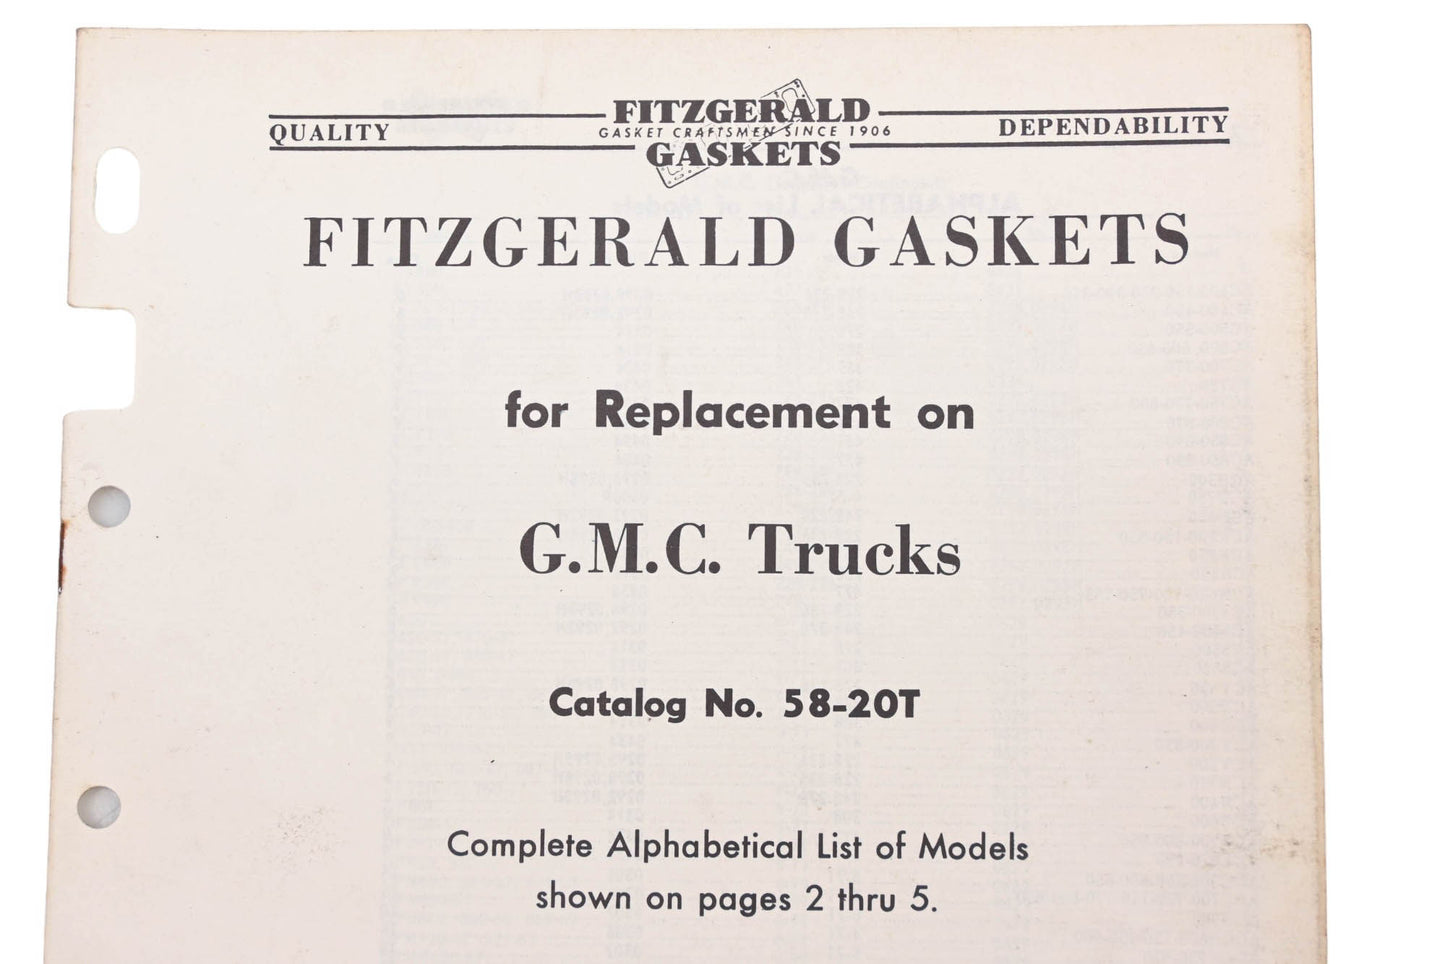 QUALITY
FITZGERALD
GASKET CRAFTSMEN SINCE 1906
GASKETS
DEPENDABILITY
FITZGERALD GASKETS
for Replacement on
G.M.C. Trucks
Catalog No. 58-20T
Complete Alphabetical List of Models
shown on pages 2 thru 5.